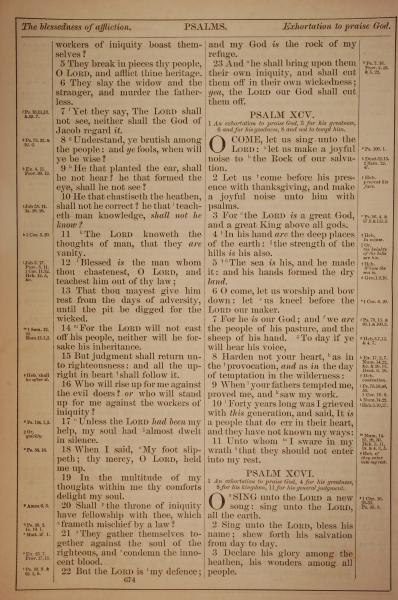 The blessedness of affliction. PSALMS. Exhortation to praise God.
workers of iniquity boast them-
selves?
5 They break in pieces thy people,
O LORD, and afflict thine heritage.
6 They slay the widow and the
stranger, and murder the father-
less.
7 Yet they say, The LORD shall
not see, neither shall the God of
Jacob regard it.
8 Understand, ye brutish among
the people: and ye fools, when will
ye be wise?
9 He that planted the ear, shall
he not hear? he that formed the
eye, shall he not see?
10 He that chastiseth the heathen,
shall not he correct? he that teach-
eth man knowledge, shall not he
know?
11 The LORD knoweth the
thoughts of man, that they are
vanity.
12 Blessed is the man whom
thou chastenest, O LORD, and
teachest him out of thy law;
13 That thou mayest give him
rest from the days of adversity,
until the pit be digged for the
wicked.
14 For the LORD will not cast
off his people, neither will he for-
sake his inheritance.
15 But judgment shall return un-
to righteousness: and all the up-
right in heart shall follow it.
16 Who will rise up for me against
the evil doers? or who will stand
up for me against the workers of
iniquity?
17 Unless the LORD had been my
help, my soul had almost dwelt
in silence.
18 When I said, My foot slip-
peth; thy mercy, O LORD, held
me up.
19 In the multitude of my
thoughts within me thy comforts
delight my soul.
20 Shall the throne of iniquity
have fellowship with thee, which
frameth mischief by a law?
21 They gather themselves to-
gether against the soul of the
righteous, and condemn the inno-
cent blood.
22 But the LORD is my defence;
674
and my God is the rock of my
refuge.
23 And he shall bring upon them
their own iniquity, and shall cut
them off in their own wickedness;
yea, the LORD our God shall
cut them off.
PSALM XCV.
1 An exhortation to praise God, 3 for his greatness,
6 and for his goodness, 8 and not to tempt him.
O COME, let us sing unto the
LORD: let us make a joyful
noise to the Rock of our salva-
tion.
2 Let us come before his pres-
ence with thanksgiving, and make
a joyful noise unto him with
psalms.
3 For the LORD is a great God,
and a great King above all gods.
4 In his hand are the deep places
of the earth: the strength of the
hills is his also.
5 The sea is his, and he made
it: and his hands formed the dry
land.
6 O come, let us worship and bow
down: let us kneel before the
LORD our maker.
7 For he is our God; and we are
the people of his pasture, and the
sheep of his hand. To day if ye
will hear his voice,
8 Harden not your heart, as in
the provocation, and as in the day
of temptation in the wilderness:
9 When your fathers tempted me,
proved me, and saw my work.
10 Forty years long was I grieved
with this generation, and said, It is
a people that do err in their heart,
and they have not known my ways:
11 Unto whom I sware in my
wrath that they should not enter
into my rest.
PSALM XCVI.
1 An exhortation to praise God, 4 for his greatness,
8 for his kingdom, 11 for his general judgment.
O SING unto the LORD a new
song: sing unto the LORD,
all the earth.
2 Sing unto the LORD, bless his
name; shew forth his salvation
from day to day.
3 Declare his glory among the
heathen, his wonders among all
people.